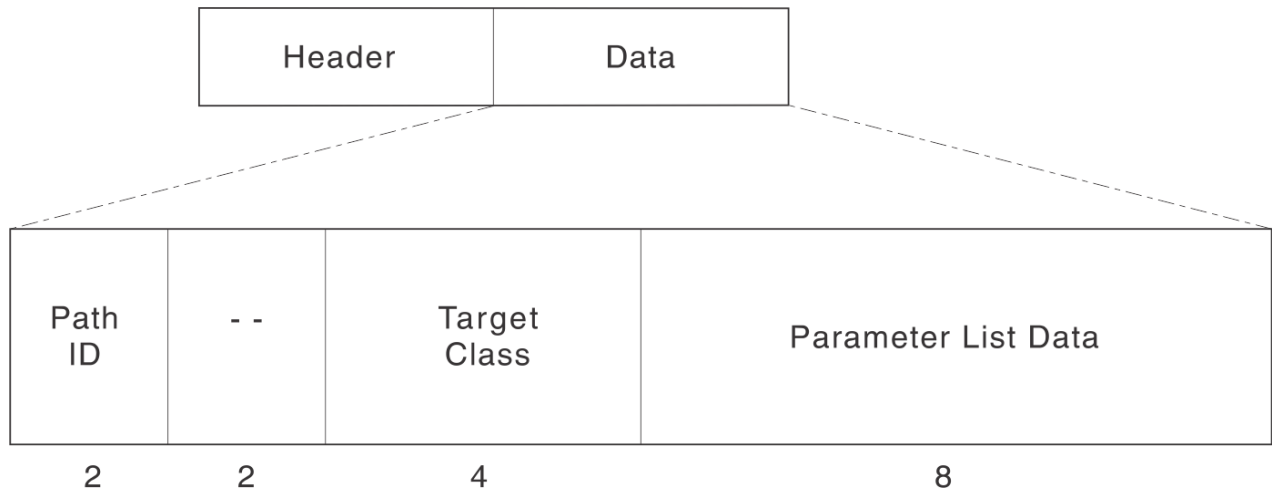 Header Data
Path ID
- -
Target Class
Parameter List Data
2 2 4 8